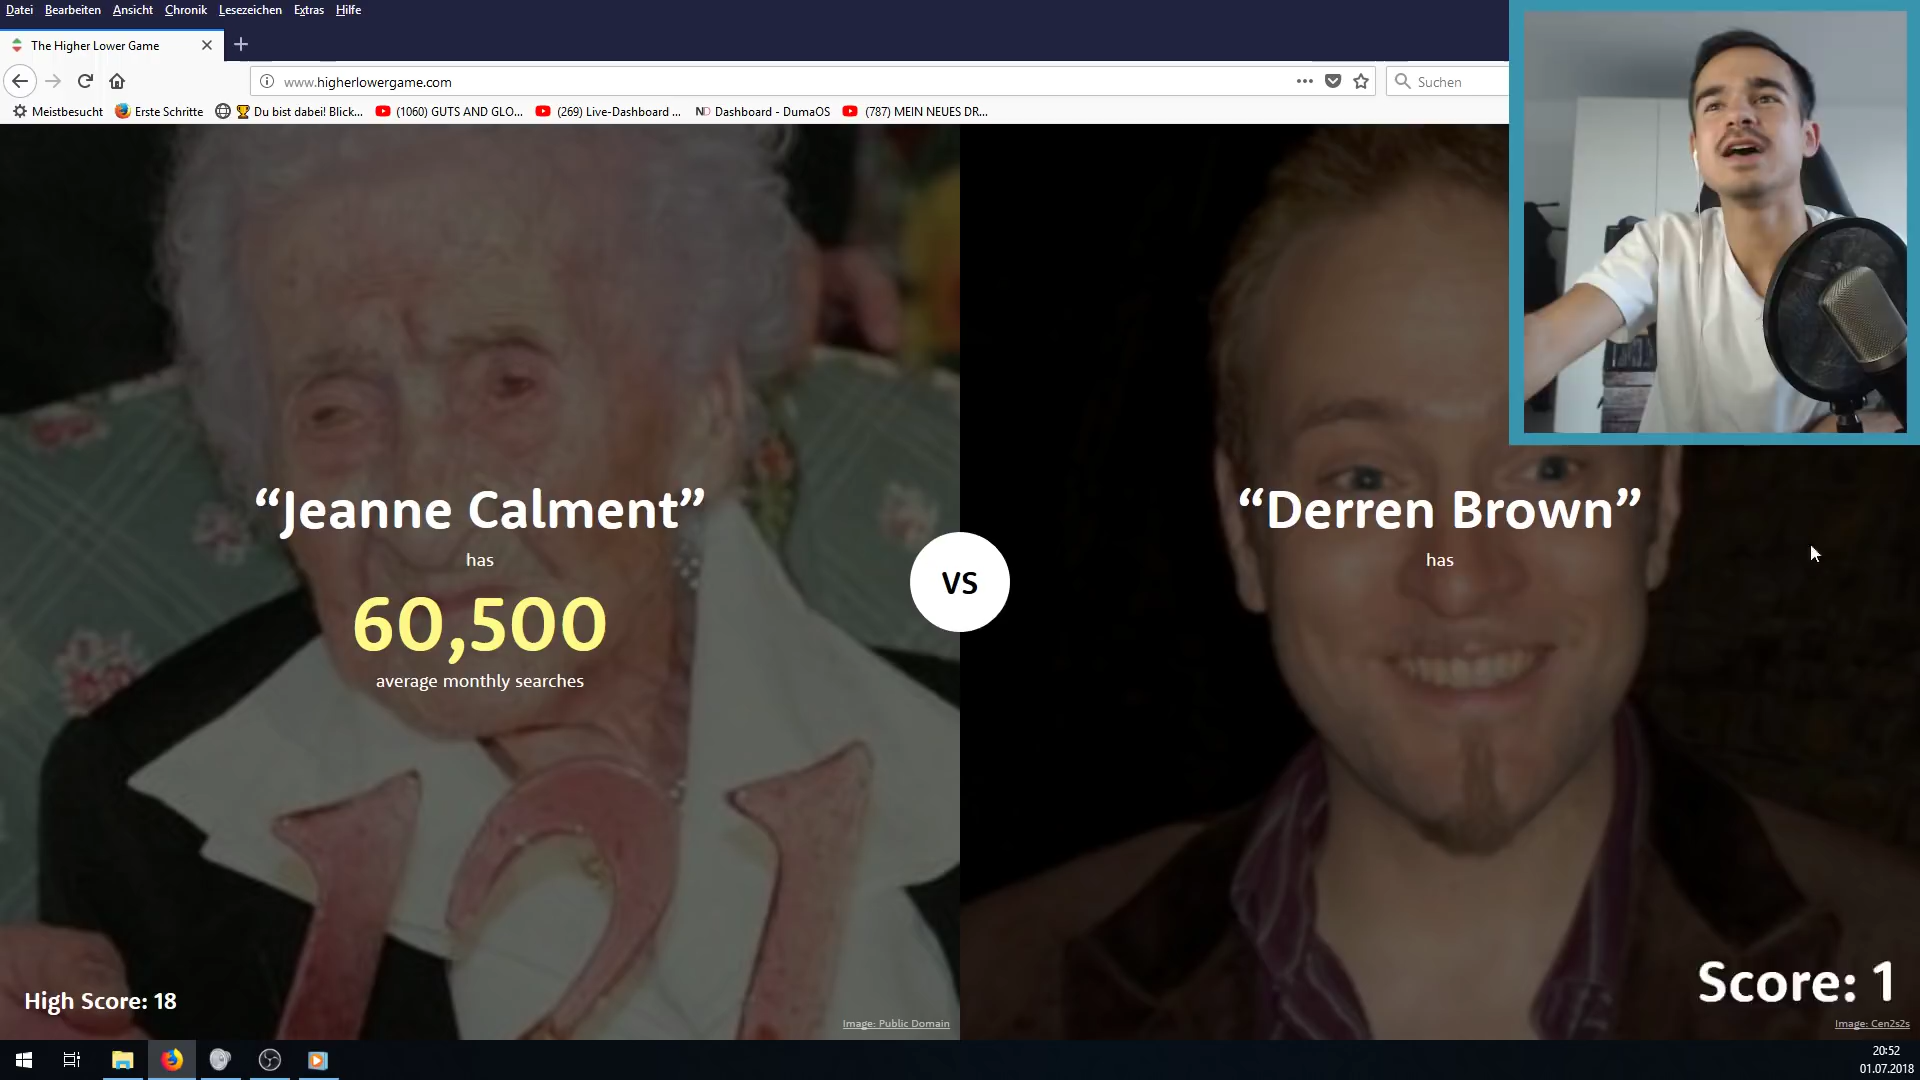 Datei Bearbeiten Ansicht Chronik Lesezeichen Extras Hilfe
The Higher Lower Game
www.higherlowergame.com
Suchen
Meistbesucht Erste Schritte Du bist dabei! Blick... (1060) GUTS AND GLO... (269) Live-Dashboard ... ND Dashboard - DumaOS (787) MEIN NEUES DR...
“Jeanne Calment”
has
60,500
average monthly searches
121
High Score: 18
Image: Public Domain
VS
“Derren Brown”
has
Score: 1
Image: Cen2s2s
20:52
01.07.2018